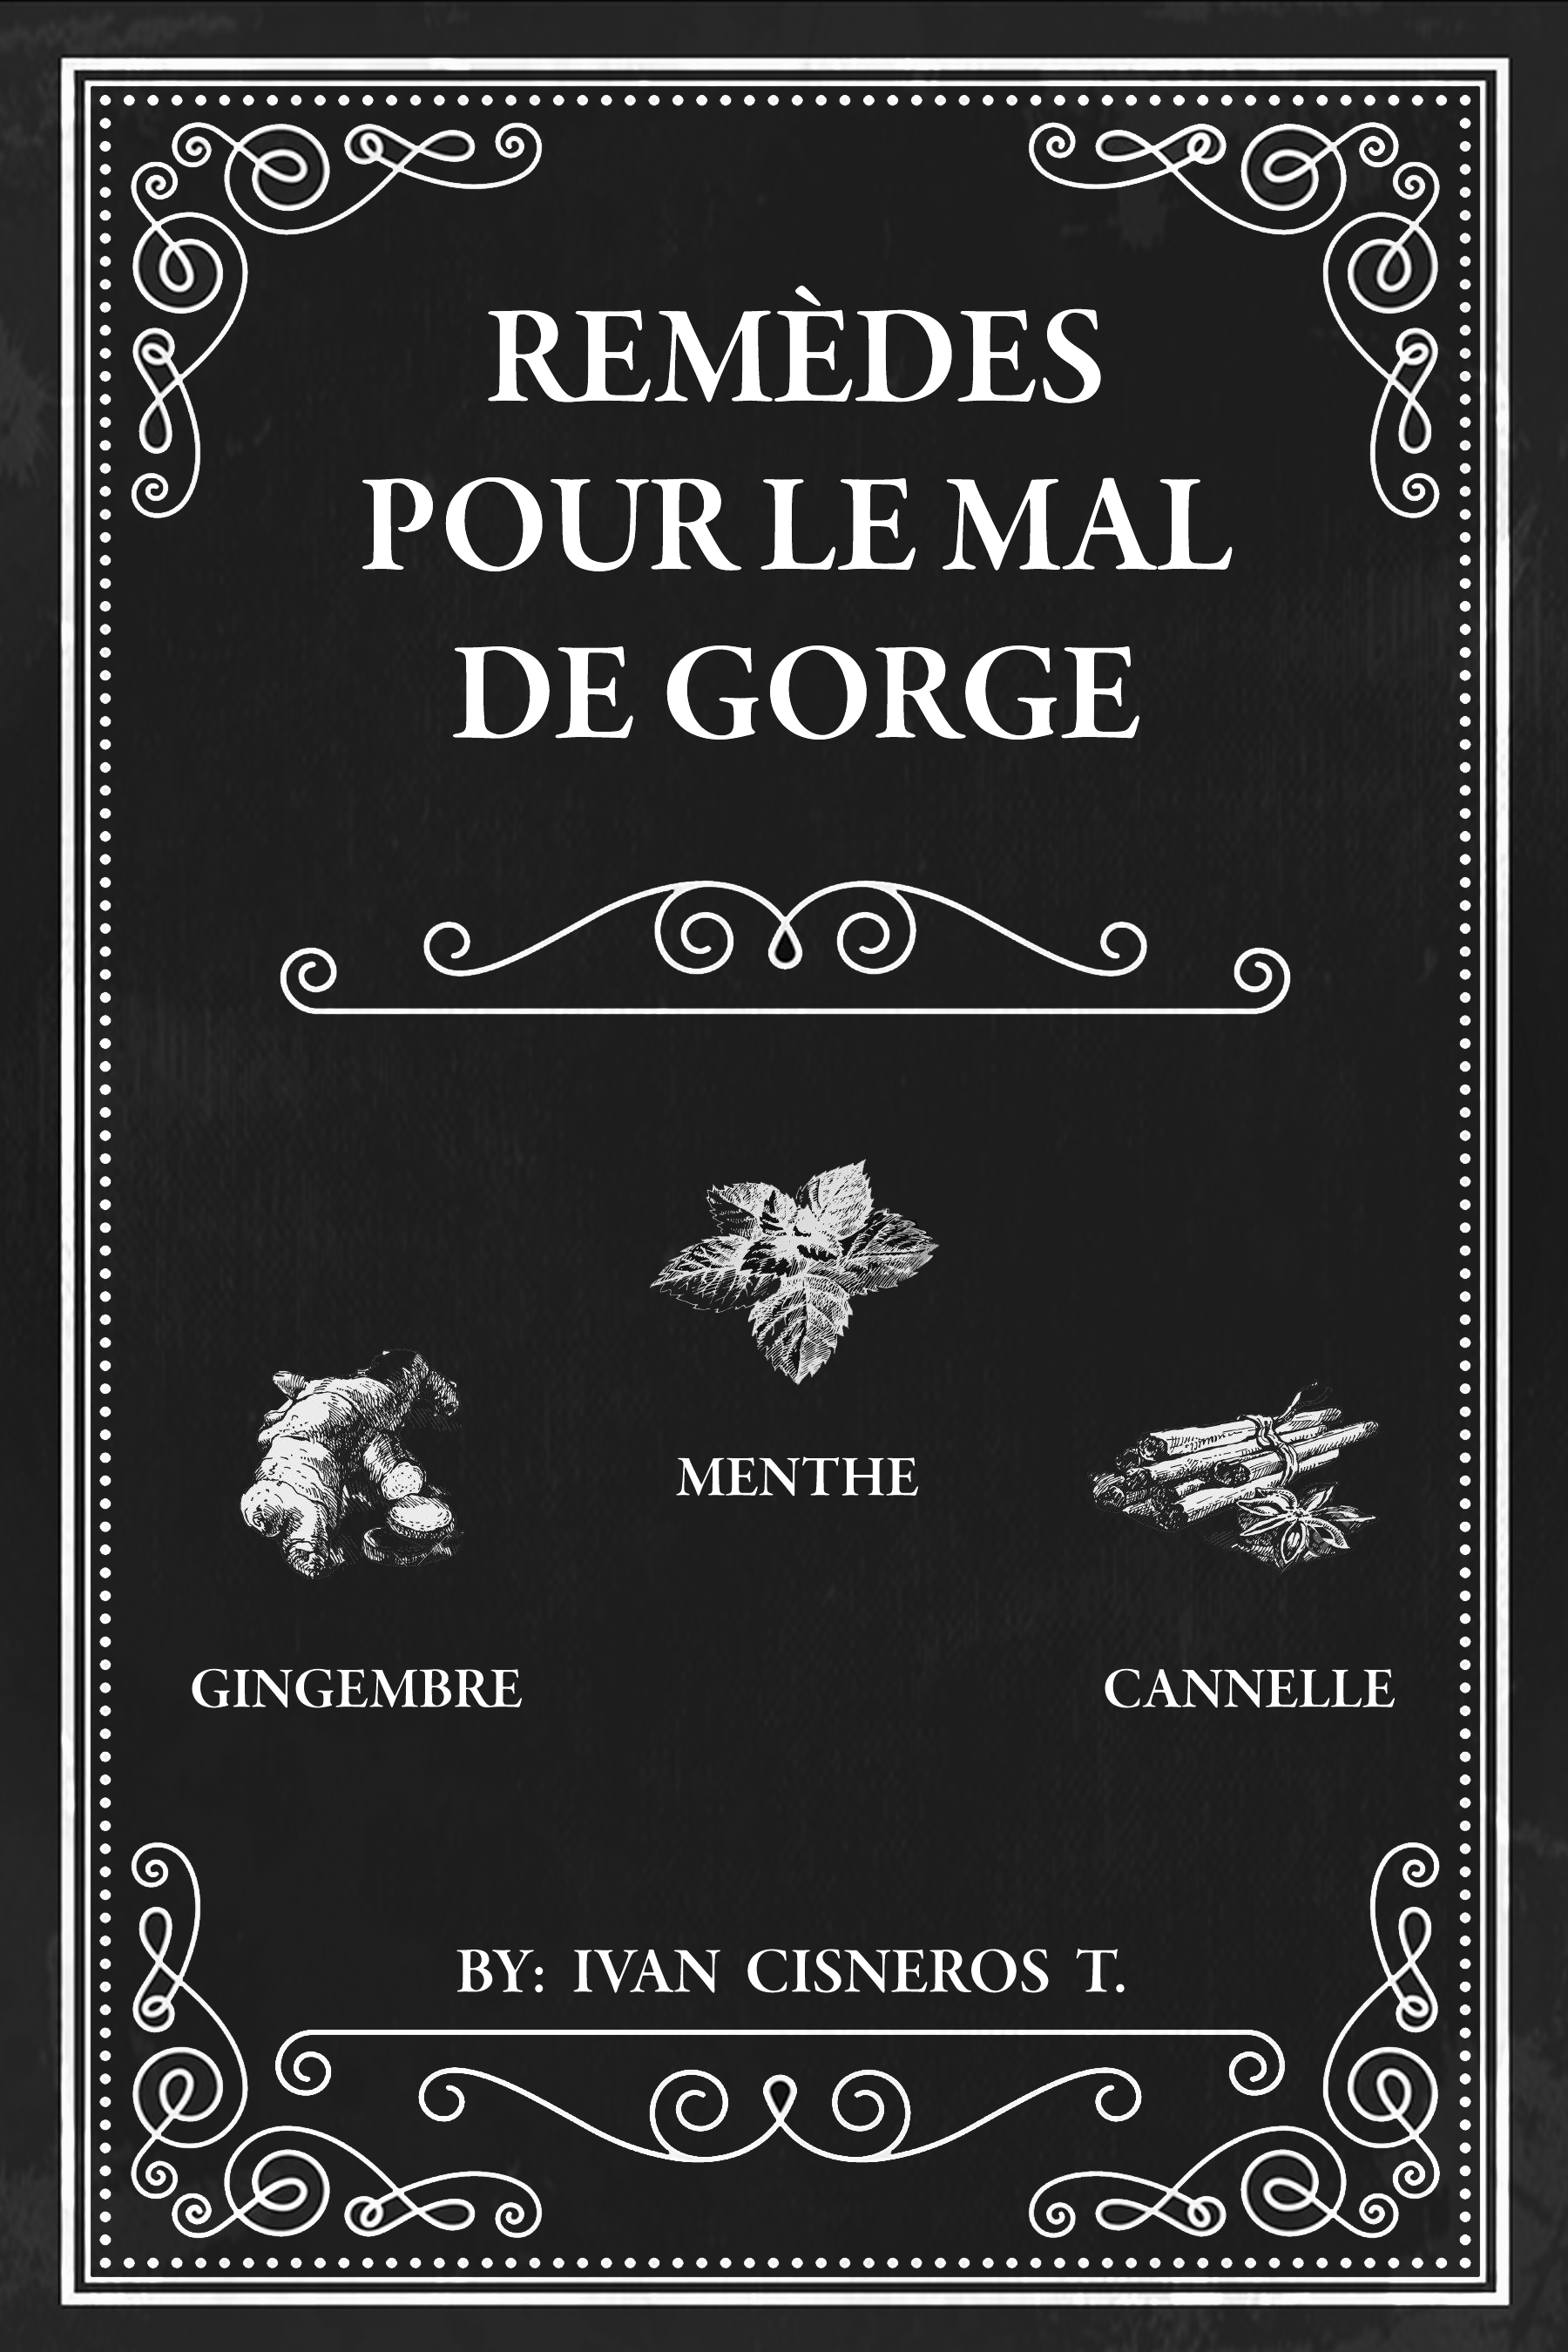 REMÈDES
POUR LE MAL
DE GORGE
MENTHE
GINGEMBRE
CANNELLE
BY: IVAN CISNEROS T.